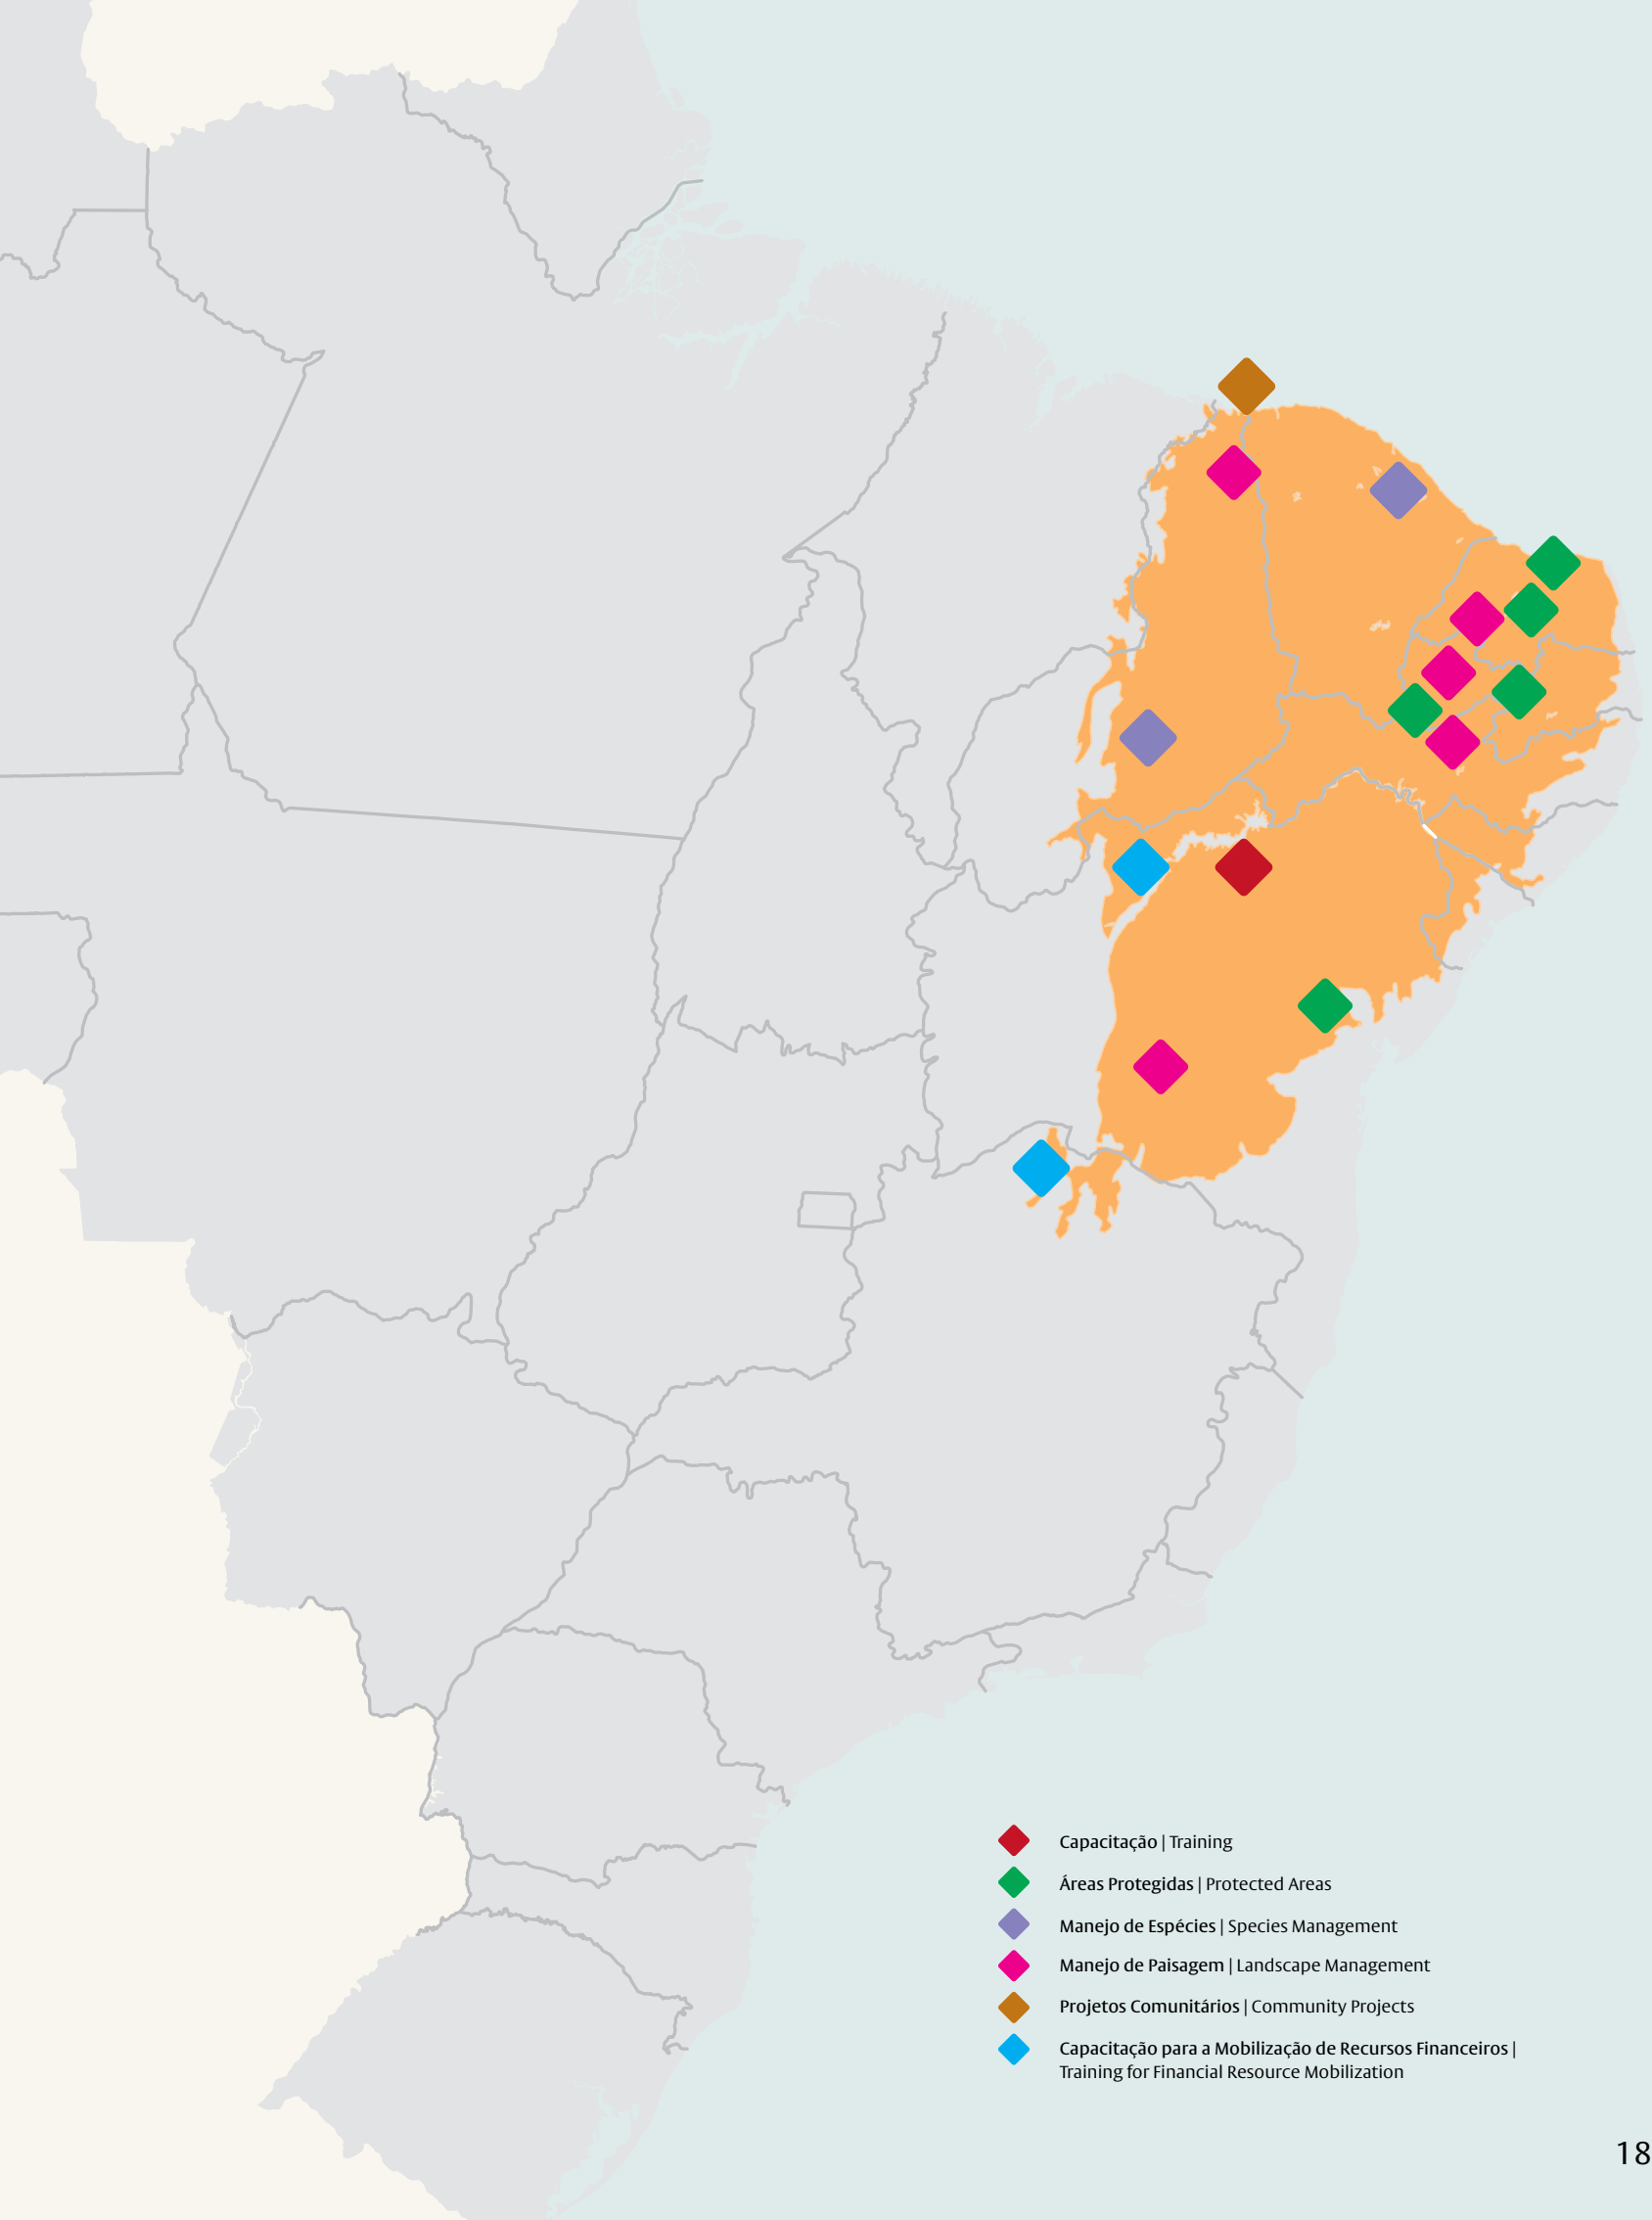 Capacitação | Training
Áreas Protegidas | Protected Areas
Manejo de Espécies | Species Management
Manejo de Paisagem | Landscape Management
Projetos Comunitários | Community Projects
Capacitação para a Mobilização de Recursos Financeiros |
Training for Financial Resource Mobilization
18